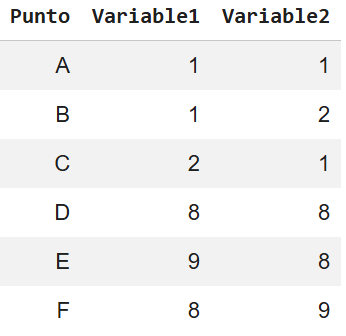 Punto Variable1 Variable2
A 1 1
B 1 2
C 2 1
D 8 8
E 9 8
F 8 9